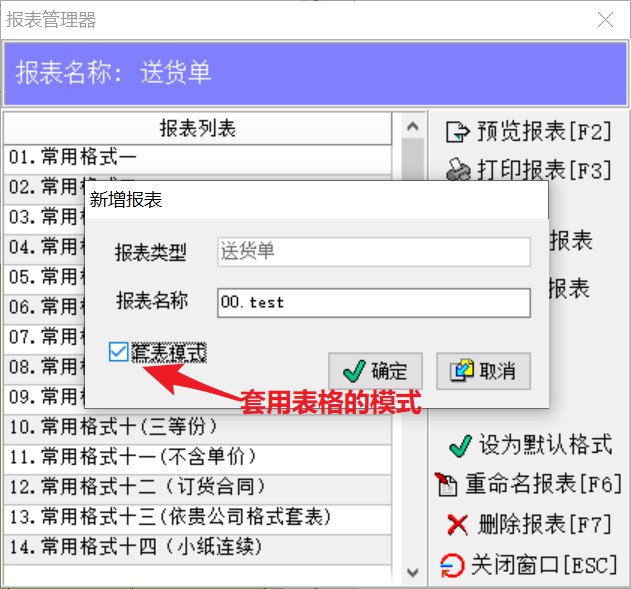 报表管理器
报表名称: 送货单
报表列表
01.常用格式一
02.常用
03.常用
04.常用
05.常用
06.常用
07.常用
08.常用
09.常用
10.常用格式十(三等份)
11.常用格式十一(不含单价)
12.常用格式十二（订货合同）
13.常用格式十三(依贵公司格式套表)
14.常用格式十四（小纸连续）
新增报表
报表类型 送货单
报表名称 00.test
套表模式
确定 取消
套用表格的模式
预览报表[F2]
打印报表[F3]
报表
报表
设为默认格式
重命名报表[F6]
删除报表[F7]
关闭窗口[ESC]